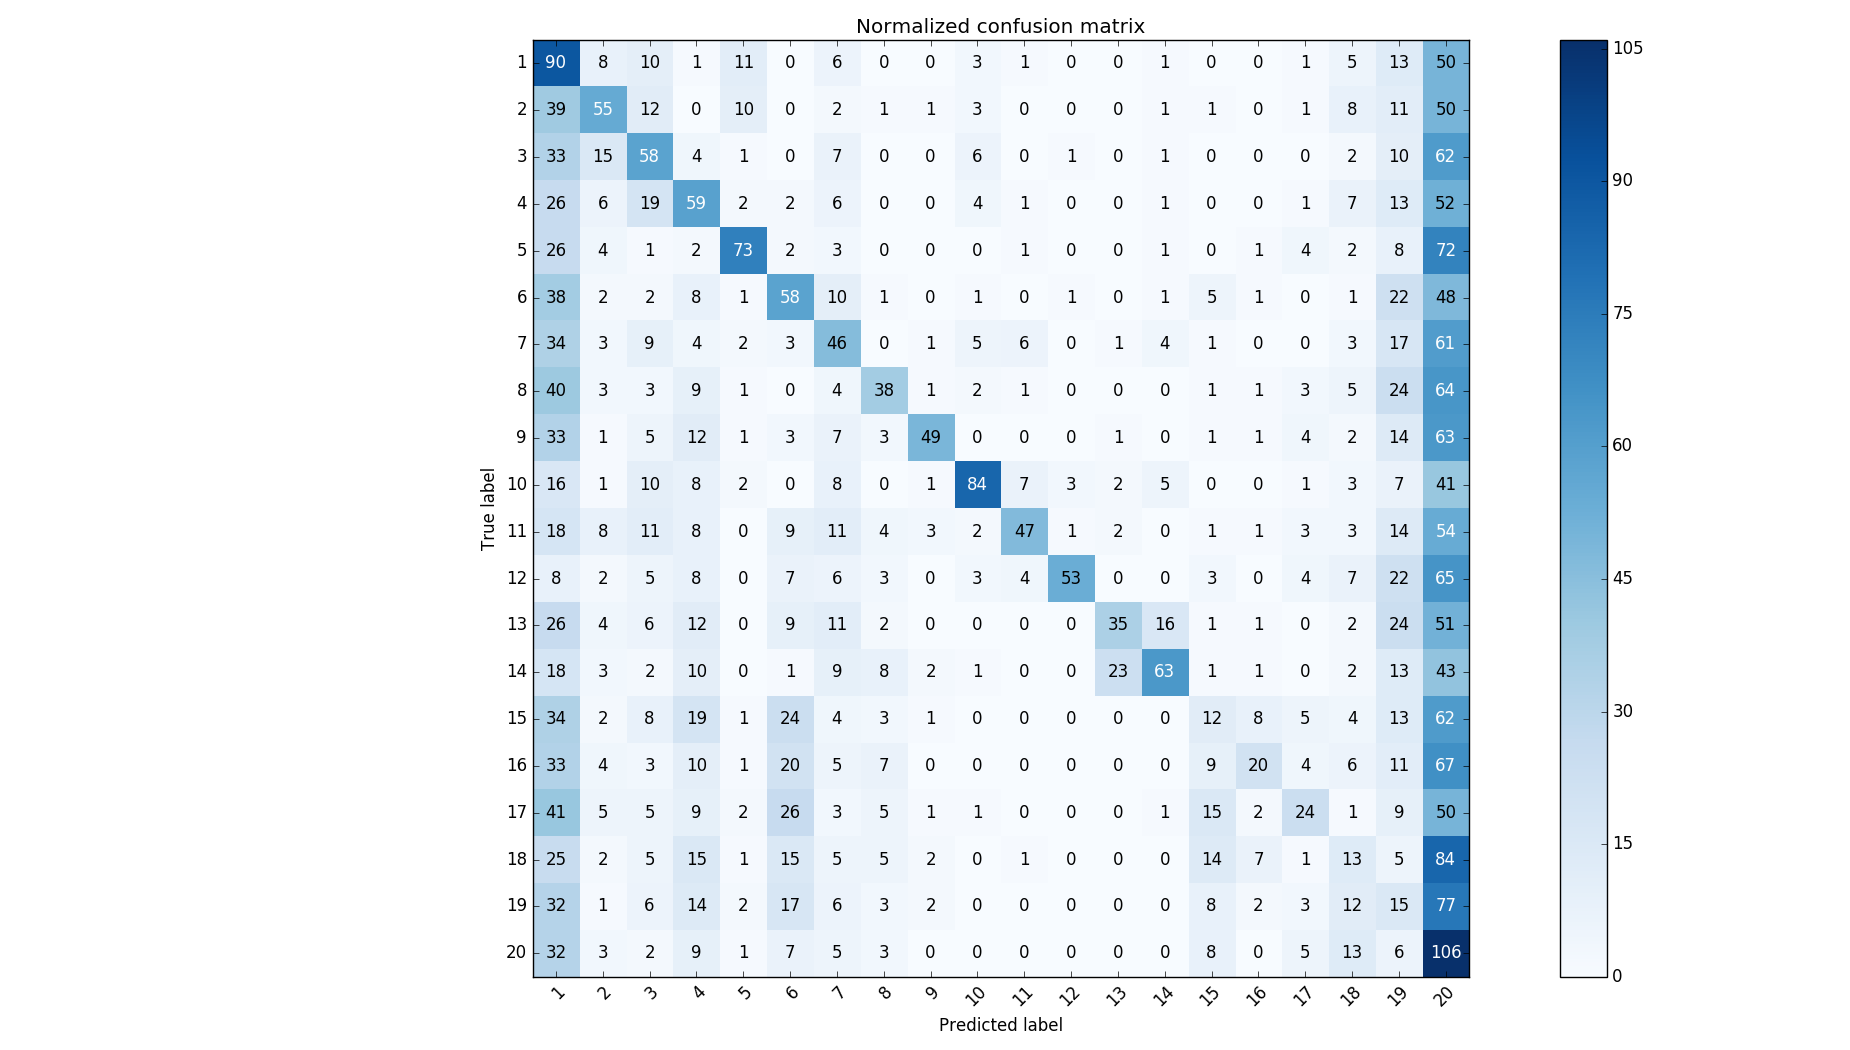 Normalized confusion matrix
1 90 8 10 1 11 0 6 0 0 3 1 0 0 1 0 0 1 5 13 50
2 39 55 12 0 10 0 2 1 1 3 0 0 0 1 1 0 1 8 11 50
3 33 15 58 4 1 0 7 0 0 6 0 1 0 1 0 0 0 2 10 62
4 26 6 19 59 2 2 6 0 0 4 1 0 0 1 0 0 1 7 13 52
5 26 4 1 2 73 2 3 0 0 0 1 0 0 1 0 1 4 2 8 72
6 38 2 2 8 1 58 10 1 0 1 0 1 0 1 5 1 0 1 22 48
7 34 3 9 4 2 3 46 0 1 5 6 0 1 4 1 0 0 3 17 61
8 40 3 3 9 1 0 4 38 1 2 1 0 0 0 1 1 3 5 24 64
9 33 1 5 12 1 3 7 3 49 0 0 0 1 0 1 1 4 2 14 63
10 16 1 10 8 2 0 8 0 1 84 7 3 2 5 0 0 1 3 7 41
11 18 8 11 8 0 9 11 4 3 2 47 1 2 0 1 1 3 3 14 54
12 8 2 5 8 0 7 6 3 0 3 4 53 0 0 3 0 4 7 22 65
13 26 4 6 12 0 9 11 2 0 0 0 0 35 16 1 1 0 2 24 51
14 18 3 2 10 0 1 9 8 2 1 0 0 23 63 1 1 0 2 13 43
15 34 2 8 19 1 24 4 3 1 0 0 0 0 0 12 8 5 4 13 62
16 33 4 3 10 1 20 5 7 0 0 0 0 0 0 9 20 4 6 11 67
17 41 5 5 9 2 26 3 5 1 1 0 0 0 1 15 2 24 1 9 50
18 25 2 5 15 1 15 5 5 2 0 1 0 0 0 14 7 1 13 5 84
19 32 1 6 14 2 17 6 3 2 0 0 0 0 0 8 2 3 12 15 77
20 32 3 2 9 1 7 5 3 0 0 0 0 0 0 8 0 5 13 6 106
1 2 3 4 5 6 7 8 9 10 11 12 13 14 15 16 17 18 19 20
Predicted label
True label
105
90
75
60
45
30
15
0